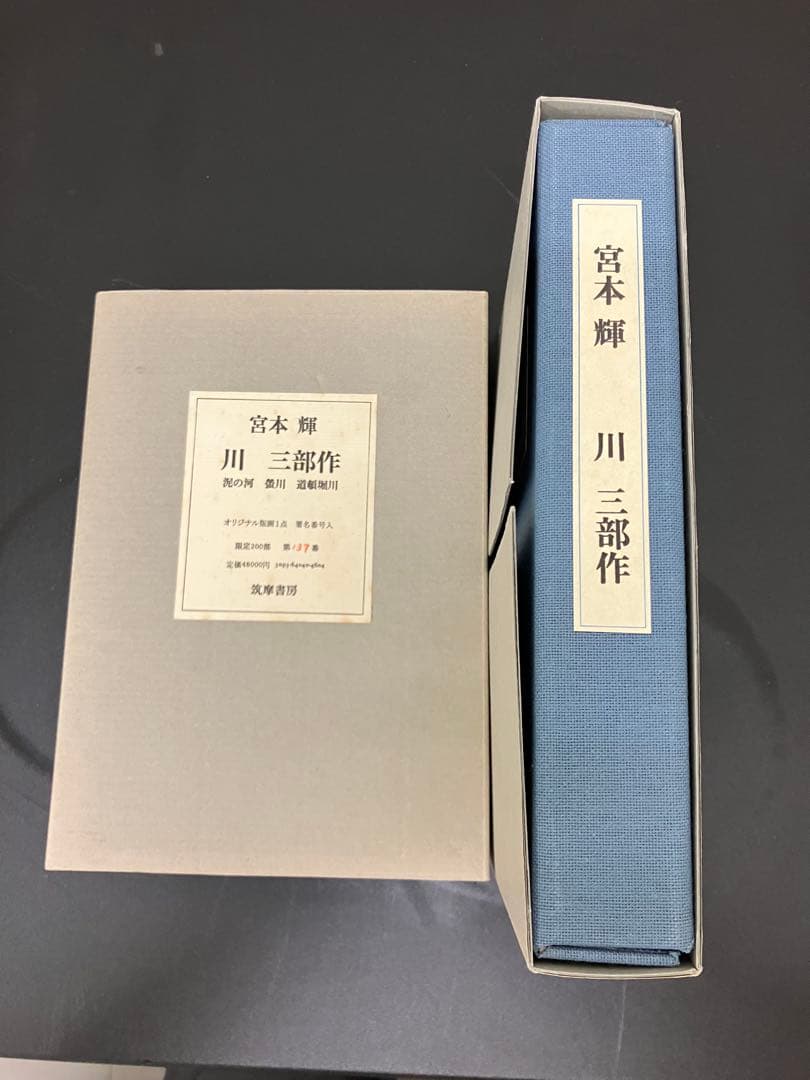 宮本 輝
川 三部作
泥の河 螢川 道頓堀川
オリジナル版画1点 署名番号入
限定200部 第137番
定価48000円 3093-64040-4604
筑摩書房
宮本 輝 川 三部作